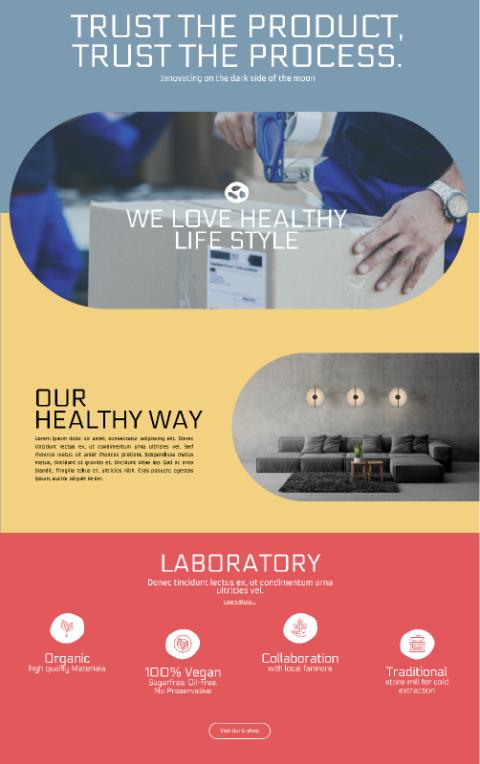 TRUST THE PRODUCT,
TRUST THE PROCESS.
Innovating on the dark side of the moon
WE LOVE HEALTHY
LIFE STYLE
OUR
HEALTHY WAY
Lorem ipsum dolor sit amet, consectetur adipiscing elit. Donec
tincidunt lectus ex, ut condimentum urna ultricies vel. Sed
rhoncus metus sit amet rhoncus pretium. Suspendisse metus
metus, tincidunt ut gravida et, tincidunt vitae leo. Sed ac ante
blandit, fringilla tellus et, ultricies nibh. Cras posuere egestas
ipsum, auctor aliquam lorem.
LABORATORY
Donec tincidunt lectus ex, ut condimentum urna
ultricies vel.
Learn More...
Organic
high quality Materials
100% Vegan
Sugarfree, Oil-free,
No Preservative
Collaboration
with local farmers
Traditional
stone mill for cold
extraction
Visit Our E-shop